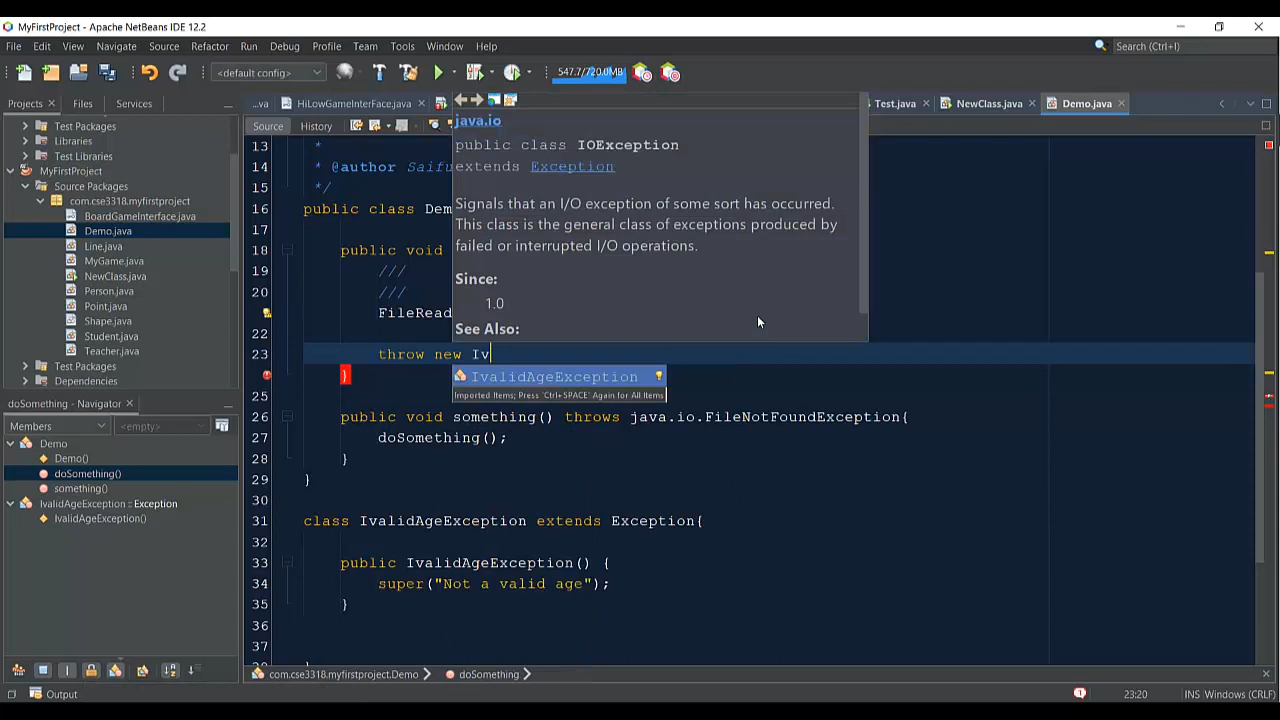 MyFirstProject - Apache NetBeans IDE 12.2
File Edit View Navigate Source Refactor Run Debug Profile Team Tools Window Help Search (Ctrl+I)
<default config> 547.7/720.0MB
Projects Files Services
...va HiLowGameInterFace.java Test.java NewClass.java Demo.java
Source History
Test Packages
Libraries
Test Libraries
MyFirstProject
Source Packages
com.cse3318.myfirstproject
BoardGameInterface.java
Demo.java
Line.java
MyGame.java
NewClass.java
Person.java
Point.java
Shape.java
Student.java
Teacher.java
Test Packages
Dependencies
doSomething - Navigator
Members <empty>
Demo
Demo()
doSomething()
something()
IvalidAgeException :: Exception
IvalidAgeException()
13 *
14 * @author Saifu
15 */
16 public class Dem
17
18 public void
19 ///
20 ///
FileRead
22
23 throw new Iv
}
25
26 public void something() throws java.io.FileNotFoundException{
27 doSomething();
28 }
29 }
30
31 class IvalidAgeException extends Exception{
32
33 public IvalidAgeException() {
34 super("Not a valid age");
35 }
36
37
java.io
public class IOException
extends Exception
Signals that an I/O exception of some sort has occurred.
This class is the general class of exceptions produced by
failed or interrupted I/O operations.
Since:
1.0
See Also:
IvalidAgeException
Imported Items; Press 'Ctrl+SPACE' Again for All Items
com.cse3318.myfirstproject.Demo doSomething
Output 1 23:20 INS Windows (CRLF)